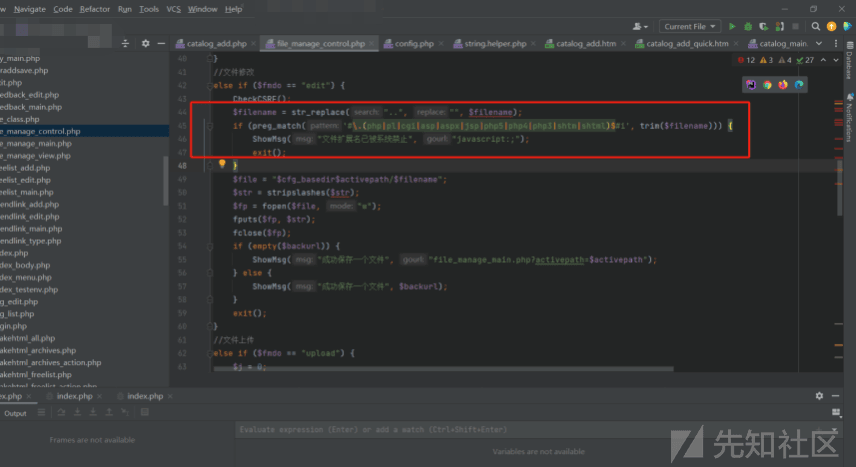 Navigate Code Refactor Run Tools VCS Window Help
Current File
catalog_add.php file_manage_control.php config.php string.helper.php catalog_add.htm catalog_add_quick.htm catalog_main.
12 3 4 27
_main.php
raddsave.php
it.php
edback_edit.php
edback_main.php
e_class.php
e_manage_control.php
e_manage_main.php
e_manage_view.php
eelist_add.php
eelist_edit.php
eelist_main.php
endlink_add.php
endlink_edit.php
endlink_main.php
endlink_type.php
dex.php
dex_body.php
dex_menu.php
dex_testenv.php
g_edit.php
g_list.php
gin.php
akehtml_all.php
akehtml_archives.php
akehtml_archives_action.php
akehtml_freelist.php
akehtml_freelist_action.php
40 }
41 //文件修改
42 else if ($fmdo == "edit") {
43 CheckCSRF();
44 $filename = str_replace( search: "..", replace: "", $filename);
45 if (preg_match( pattern: '#\.(php|pl|cgi|asp|aspx|jsp|php5|php4|php3|shtm|shtml)$#i', trim($filename))) {
46 ShowMsg( msg: "文件扩展名已被系统禁止", gourl: "javascript:;");
47 exit();
48 }
49 $file = "$cfg_basedir$activepath/$filename";
50 $str = stripslashes($str);
51 $fp = fopen($file, mode: "w");
52 fputs($fp, $str);
53 fclose($fp);
54 if (empty($backurl)) {
55 ShowMsg( msg: "成功保存一个文件", gourl: "file_manage_main.php?activepath=$activepath");
56 } else {
57 ShowMsg( msg: "成功保存一个文件", $backurl);
58 }
59 exit();
60 }
61 //文件上传
62 else if ($fmdo == "upload") {
63 $j = 0;
Database
Notifications
ex.php index.php index.php
Output
Evaluate expression (Enter) or add a watch (Ctrl+Shift+Enter)
Frames are not available
Variables are not available
先知社区